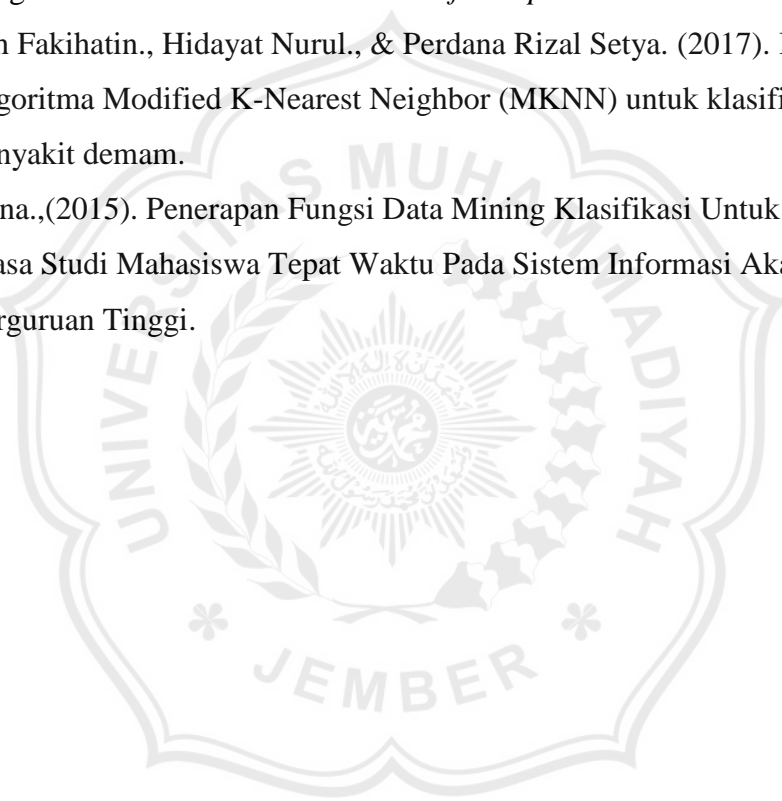 n Fakihatin., Hidayat Nurul., & Perdana Rizal Setya. (2017).
goritma Modified K-Nearest Neighbor (MKNN) untuk klasifi
nyakit demam.
na.,(2015). Penerapan Fungsi Data Mining Klasifikasi Untuk
asa Studi Mahasiswa Tepat Waktu Pada Sistem Informasi Aka
rguruan Tinggi.
UNIVERSITAS MUHAMMADIYAH
JEMBER